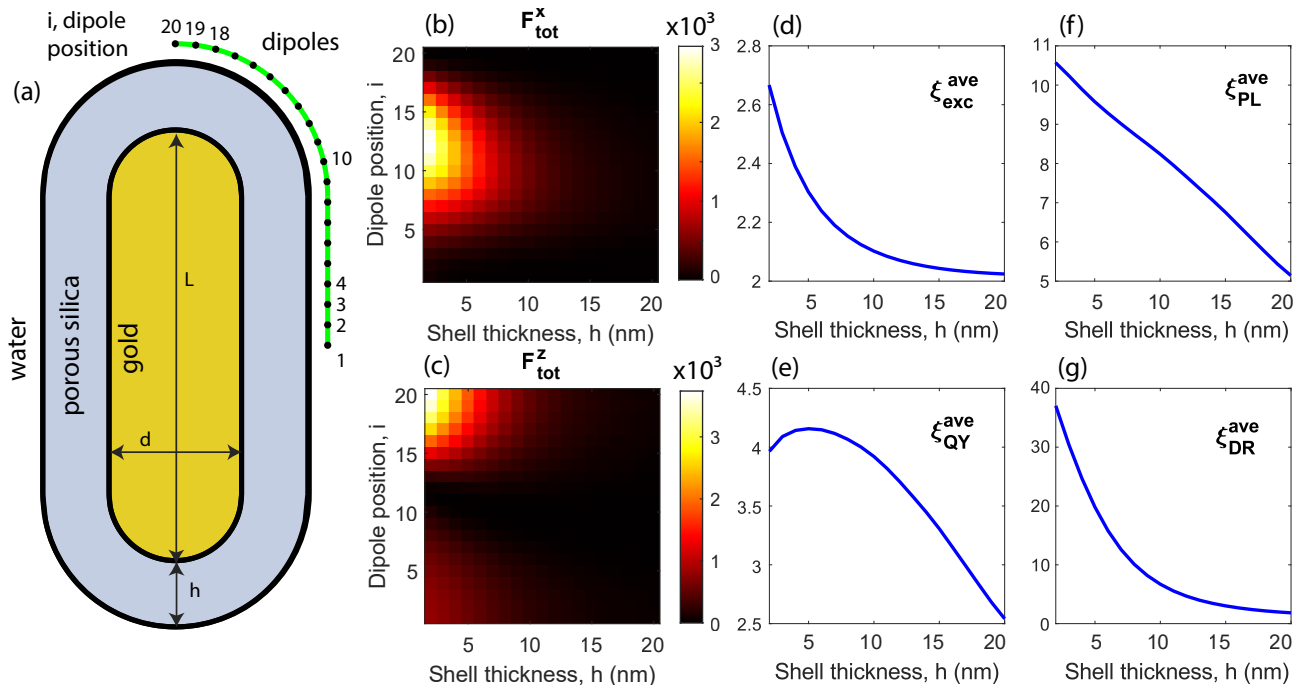 (a)
i, dipole
position
20 19 18
dipoles
10
4
3
2
1
water
porous silica
gold
L
d
h
(b)
F^x_tot
x10³
20
15
10
5
5 10 15 20
3
2
1
0
Dipole position, i
Shell thickness, h (nm)
(c)
F^z_tot
x10³
20
15
10
5
5 10 15 20
3
2
1
0
Dipole position, i
Shell thickness, h (nm)
(d)
ξ^ave_exc
2.8
2.6
2.4
2.2
2
5 10 15 20
Shell thickness, h (nm)
(e)
ξ^ave_QY
4.5
4
3.5
3
2.5
5 10 15 20
Shell thickness, h (nm)
(f)
ξ^ave_PL
11
10
9
8
7
6
5
5 10 15 20
Shell thickness, h (nm)
(g)
ξ^ave_DR
40
30
20
10
0
5 10 15 20
Shell thickness, h (nm)